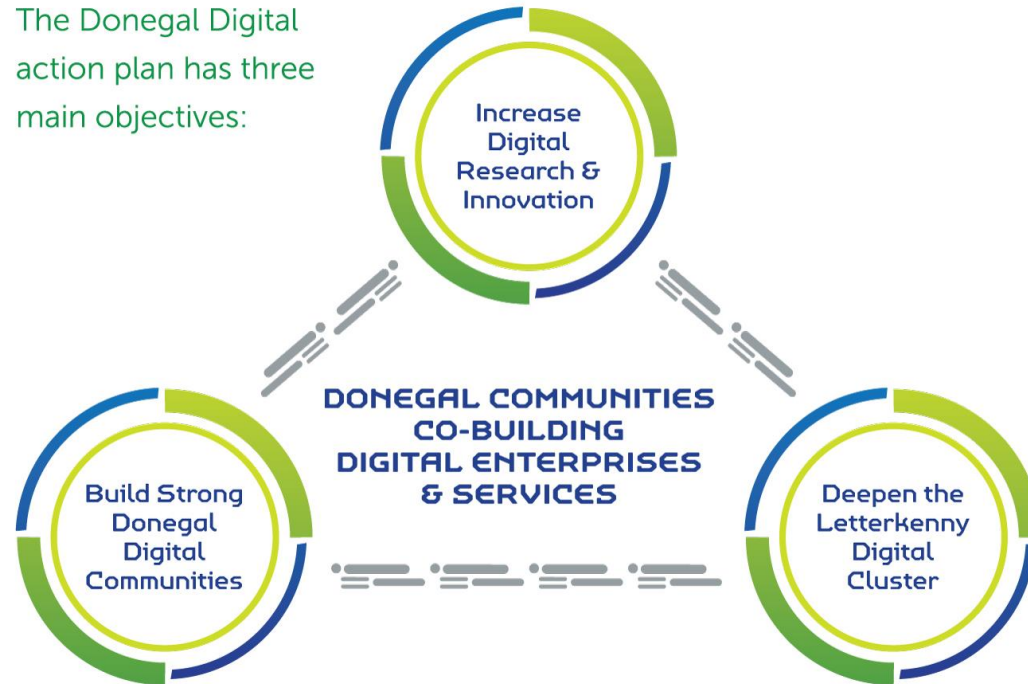 The Donegal Digital
action plan has three
main objectives:
Increase
Digital
Research &
Innovation
DONEGAL COMMUNITIES
CO-BUILDING
DIGITAL ENTERPRISES
& SERVICES
Build Strong
Donegal
Digital
Communities
Deepen the
Letterkenny
Digital
Cluster